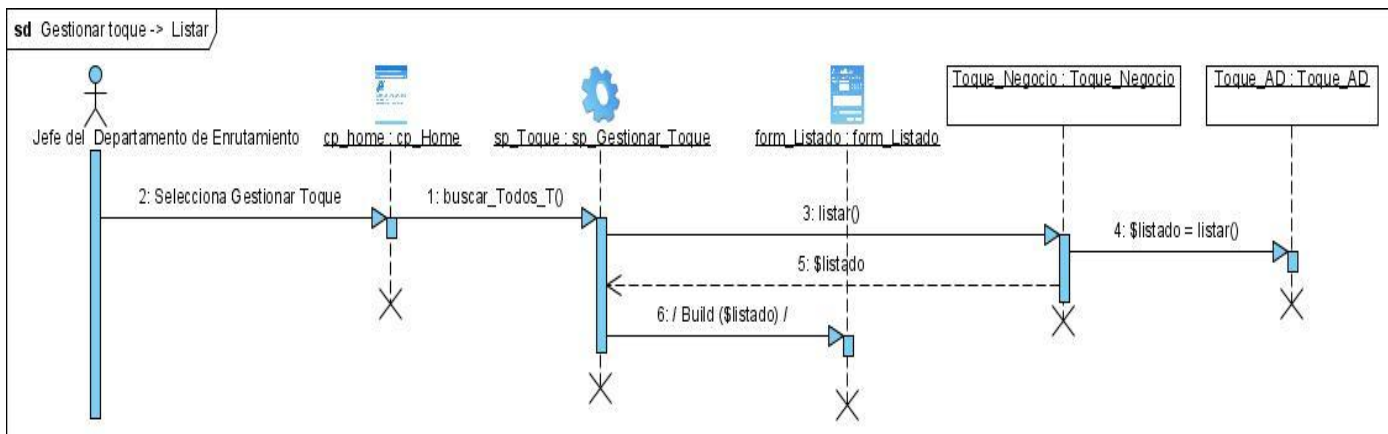 sd Gestionar toque -> Listar
Jefe del Departamento de Enrutamiento
cp_home : cp_Home
sp_Toque : sp_Gestionar_Toque
form_Listado : form_Listado
Toque_Negocio : Toque_Negocio
Toque_AD : Toque_AD
2: Selecciona Gestionar Toque
1: buscar_Todos_T()
3: listar()
4: $listado = listar()
5: $listado
6: / Build ($listado) /